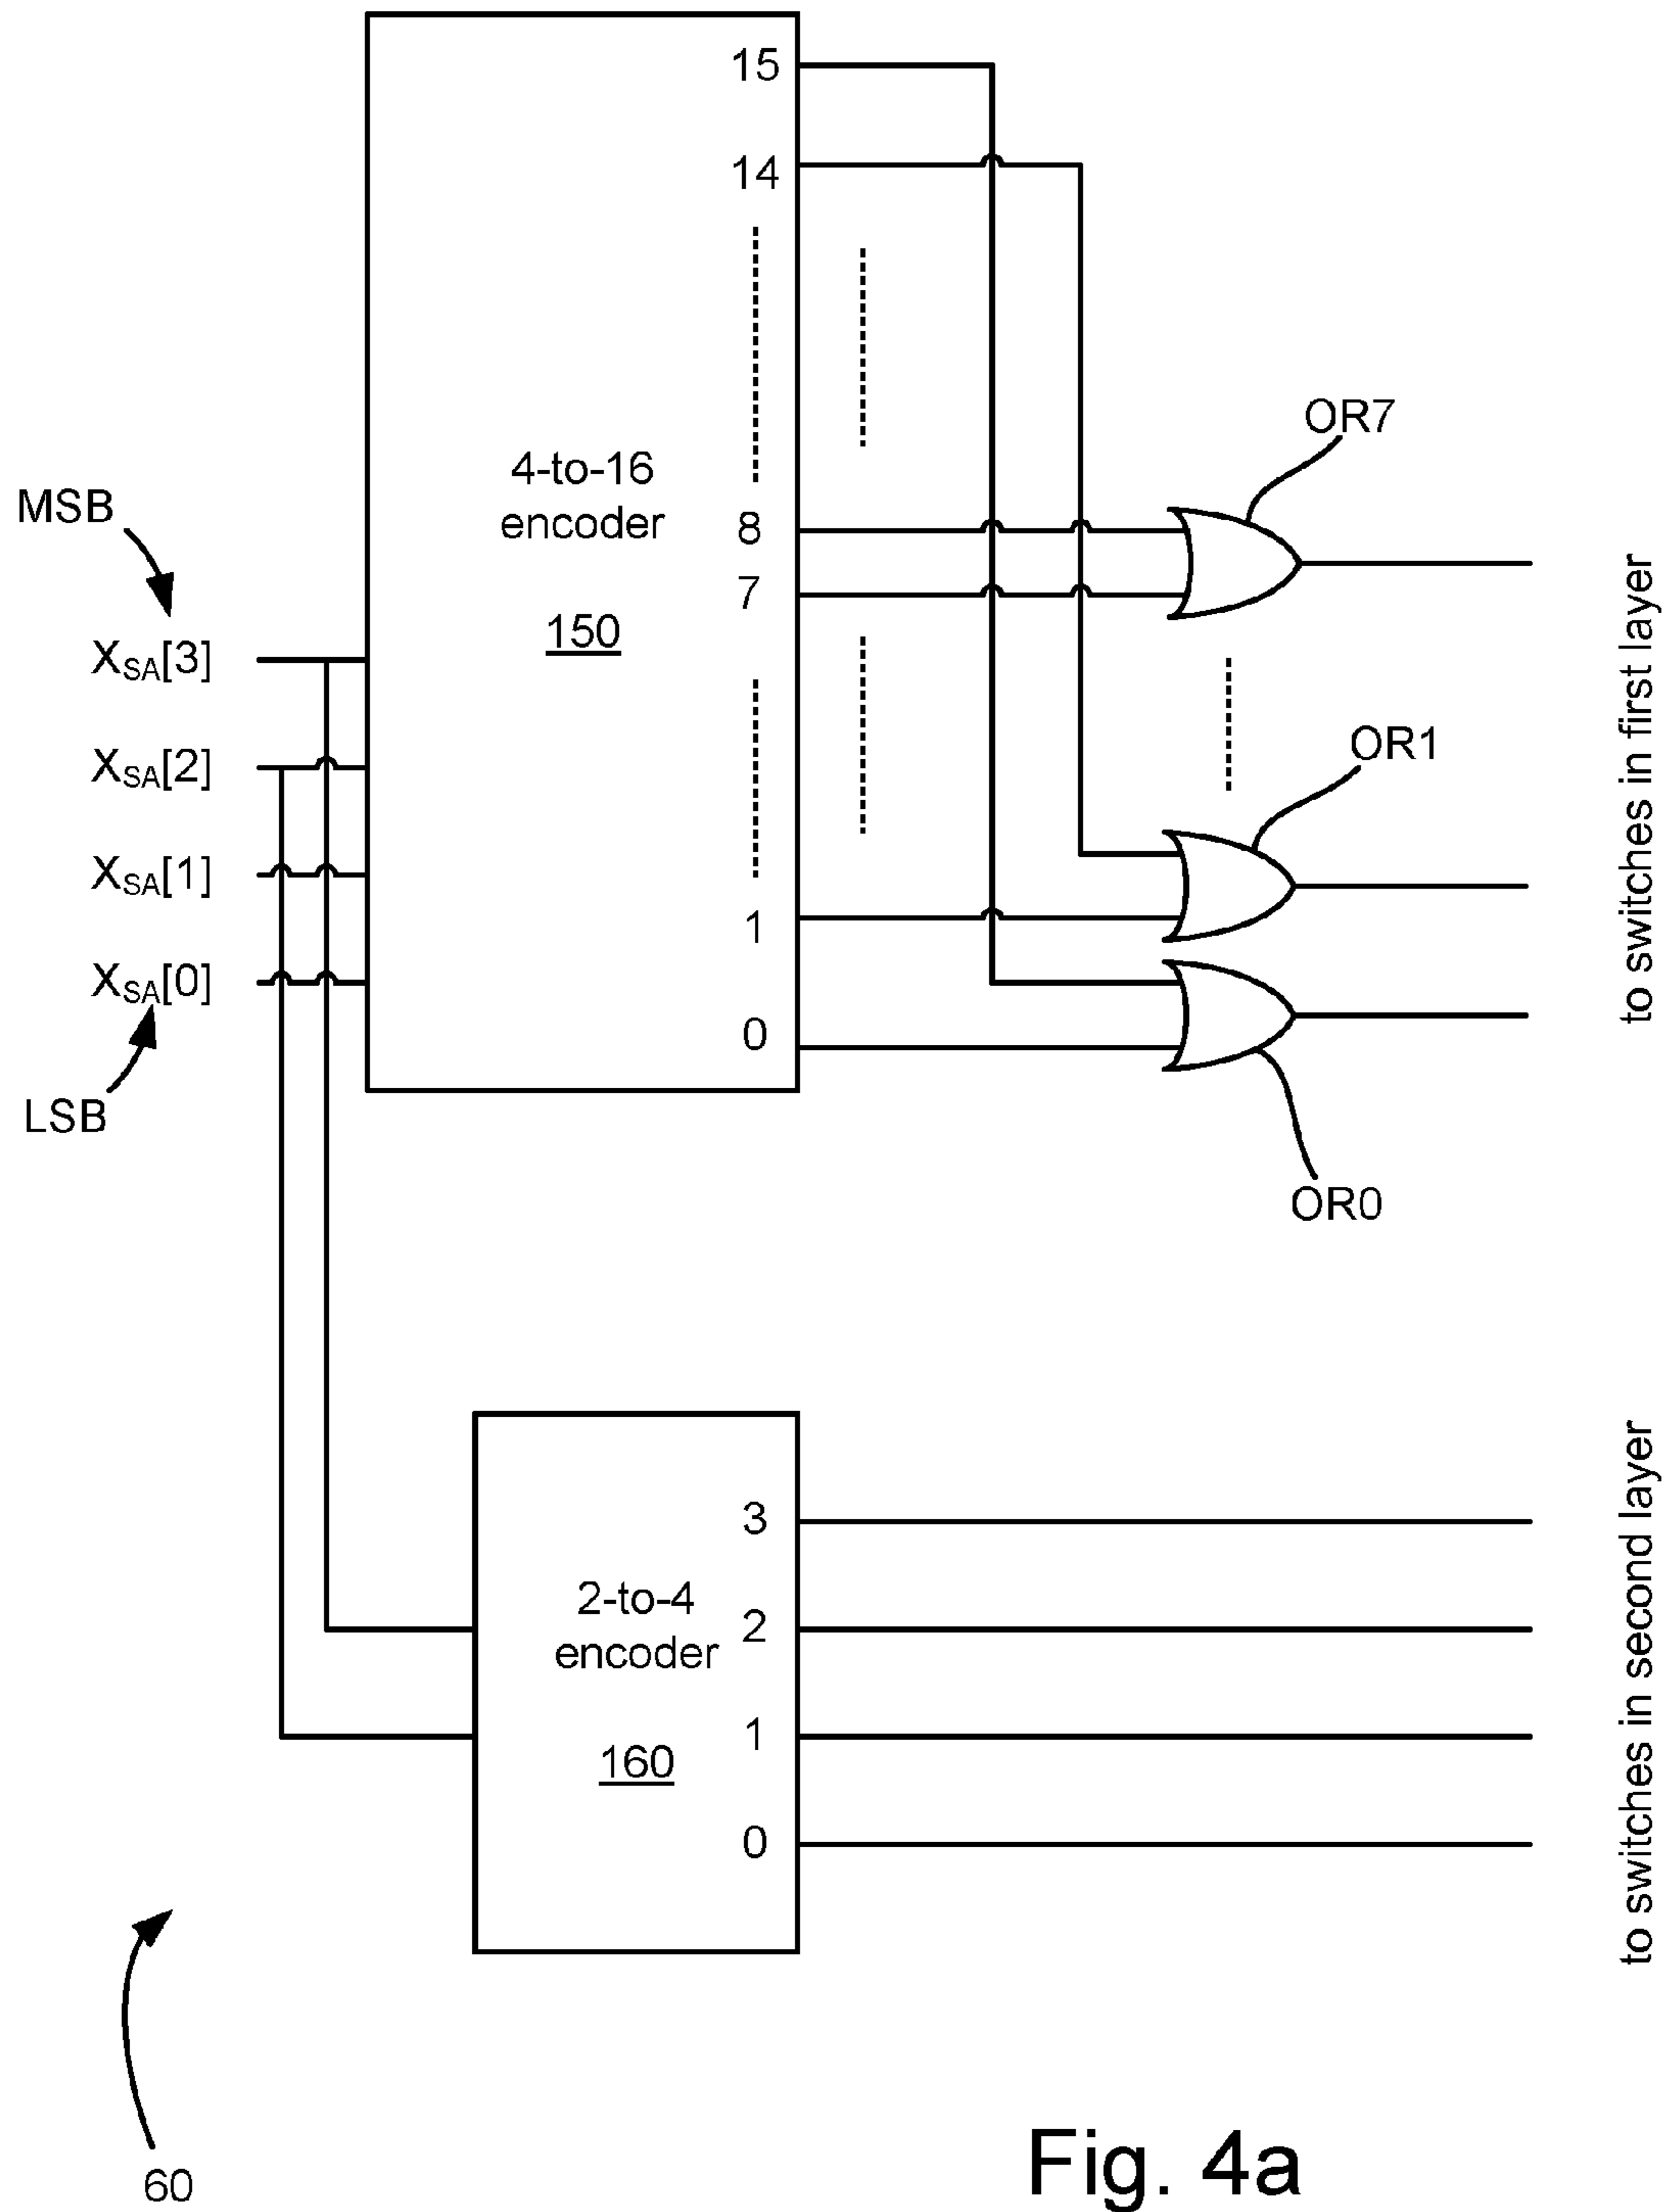 15
14
4-to-16
encoder
150
8
7
1
0
OR7
OR1
OR0
MSB
XSA[3]
XSA[2]
XSA[1]
XSA[0]
LSB
to switches in first layer
2-to-4
encoder
160
3
2
1
0
to switches in second layer
60
Fig. 4a